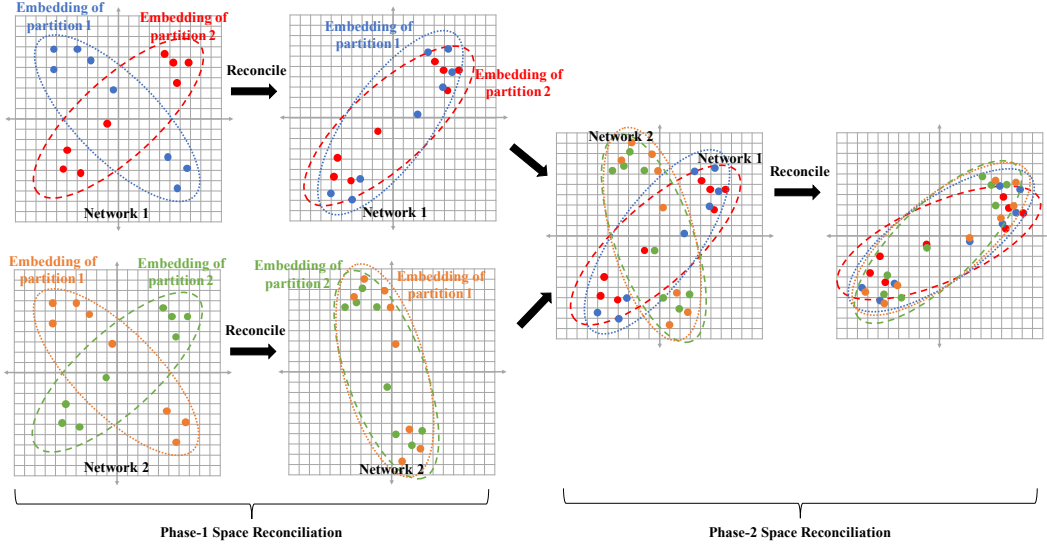 Embedding of
partition 1
Embedding of
partition 2
Reconcile
Network 1
Embedding of
partition 1
Embedding of
partition 2
Network 1
Embedding of
partition 1
Embedding of
partition 2
Reconcile
Network 2
Embedding of
partition 2
Embedding of
partition 1
Network 2
Network 2
Network 1
Reconcile
Phase-1 Space Reconciliation
Phase-2 Space Reconciliation